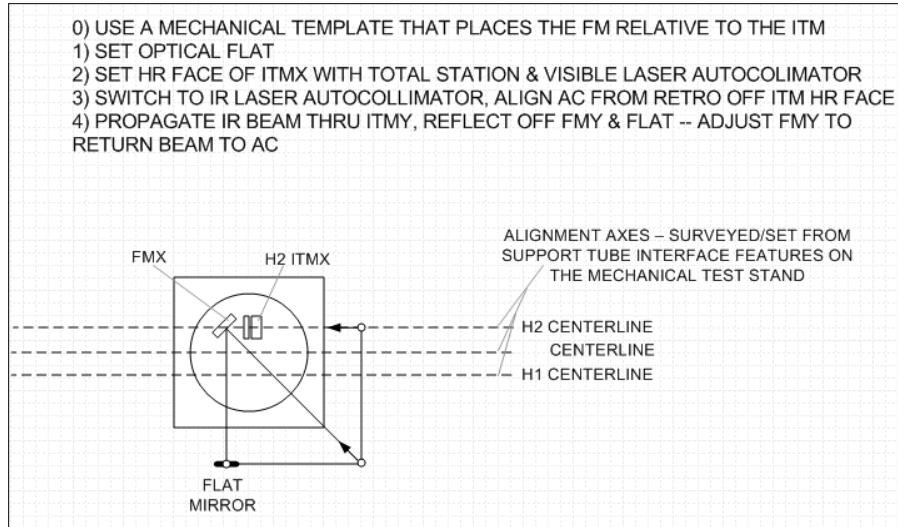 0) USE A MECHANICAL TEMPLATE THAT PLACES THE FM RELATIVE TO THE ITM
1) SET OPTICAL FLAT
2) SET HR FACE OF ITMX WITH TOTAL STATION & VISIBLE LASER AUTOCOLIMATOR
3) SWITCH TO IR LASER AUTOCOLLIMATOR, ALIGN AC FROM RETRO OFF ITM HR FACE
4) PROPAGATE IR BEAM THRU ITMY, REFLECT OFF FMY & FLAT -- ADJUST FMY TO
RETURN BEAM TO AC
ALIGNMENT AXES – SURVEYED/SET FROM
SUPPORT TUBE INTERFACE FEATURES ON
THE MECHANICAL TEST STAND
FMX
H2 ITMX
H2 CENTERLINE
CENTERLINE
H1 CENTERLINE
FLAT
MIRROR